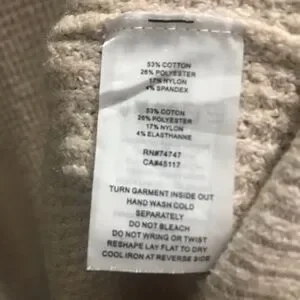 53% COTTON
26% POLYESTER
17% NYLON
4% SPANDEX
53% COTON
26% POLYESTER
17% NYLON
4% ELASTHANNE
RN#74747
CA#45117
TURN GARMENT INSIDE OUT
HAND WASH COLD
SEPARATELY
DO NOT BLEACH
DO NOT WRING OR TWIST
RESHAPE LAY FLAT TO DRY
COOL IRON AT REVERSE SIDE